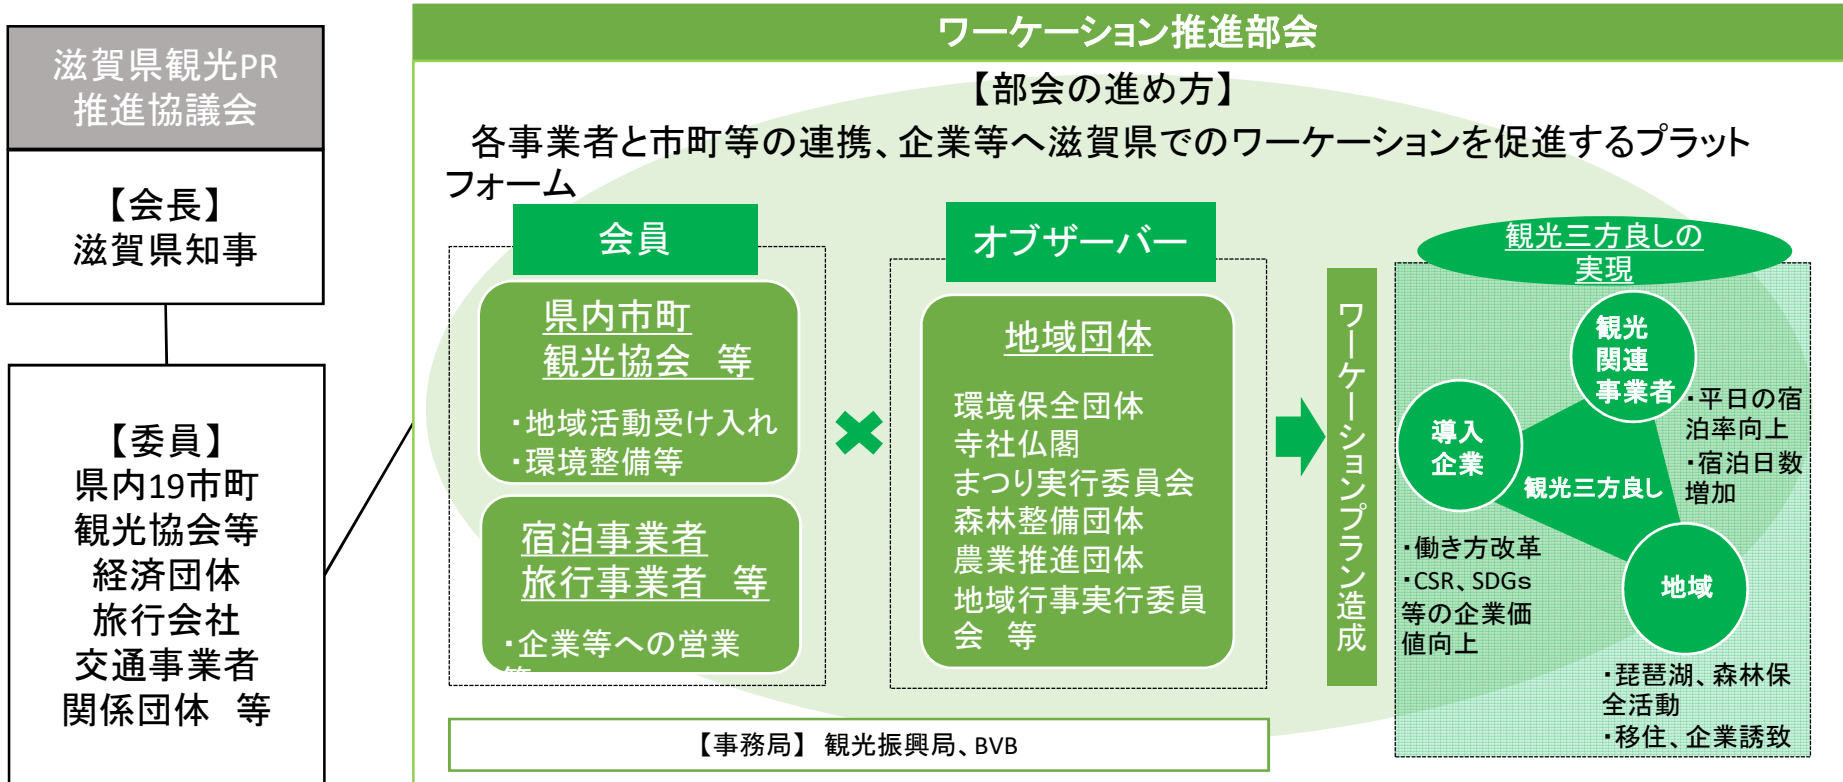 滋賀県観光PR
推進協議会
【会長】
滋賀県知事
【委員】
県内19市町
観光協会等
経済団体
旅行会社
交通事業者
関係団体　等
ワーケーション推進部会
【部会の進め方】
各事業者と市町等の連携、企業等へ滋賀県でのワーケーションを促進するプラット
フォーム
会員
県内市町
観光協会　等
・地域活動受け入れ
・環境整備等
宿泊事業者
旅行事業者　等
・企業等への営業
オブザーバー
地域団体
環境保全団体
寺社仏閣
まつり実行委員会
森林整備団体
農業推進団体
地域行事実行委員
会　等
ワーケーションプラン造成
観光三方良しの
実現
観光
関連
事業者
・平日の宿
泊率向上
・宿泊日数
増加
導入
企業
観光三方良し
・働き方改革
・CSR、SDGs
等の企業価
値向上
地域
・琵琶湖、森林保
全活動
・移住、企業誘致
【事務局】 観光振興局、BVB